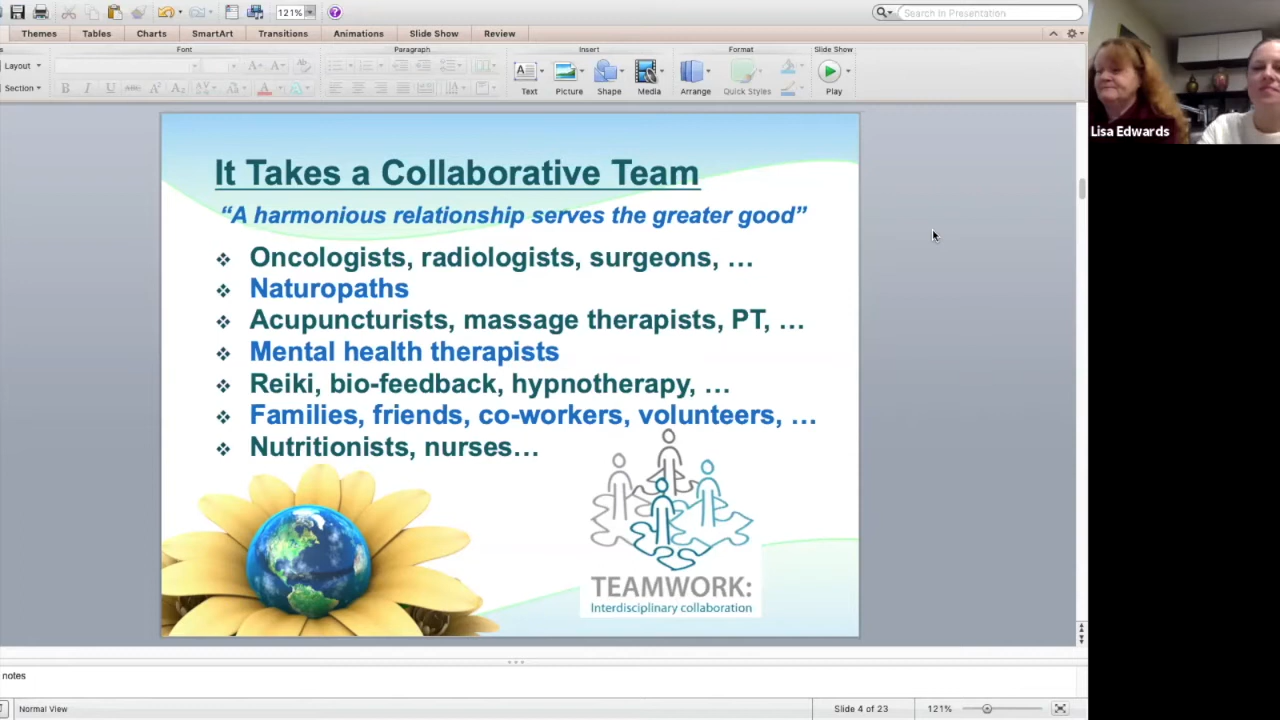 121%
Search in Presentation
Themes
Tables
Charts
SmartArt
Transitions
Animations
Slide Show
Review
Font
Paragraph
Insert
Format
Slide Show
Layout
Section
B I U ABC A² A₂
Text
Picture
Shape
Media
Arrange
Quick Styles
Play
Lisa Edwards
It Takes a Collaborative Team
“A harmonious relationship serves the greater good”
Oncologists, radiologists, surgeons, …
Naturopaths
Acupuncturists, massage therapists, PT, …
Mental health therapists
Reiki, bio-feedback, hypnotherapy, …
Families, friends, co-workers, volunteers, …
Nutritionists, nurses…
TEAMWORK:
Interdisciplinary collaboration
notes
Normal View
Slide 4 of 23
121%